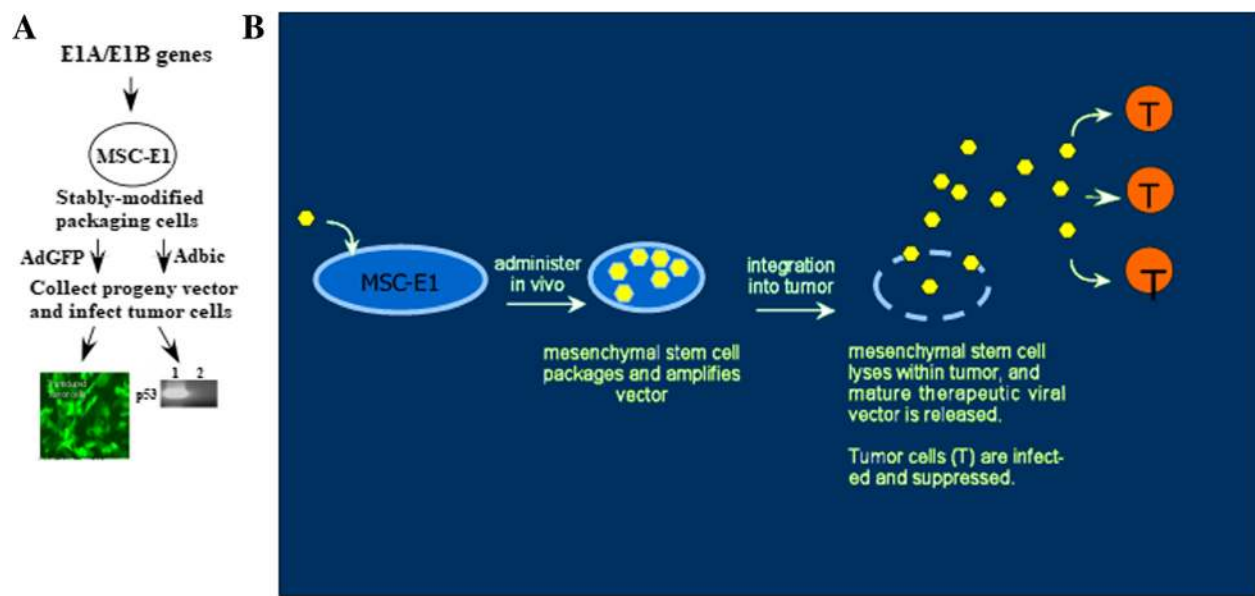 A
E1A/E1B genes
MSC-E1
Stably-modified
packaging cells
AdGFP
Adbic
Collect progeny vector
and infect tumor cells
1 2
p53
B
MSC-E1
administer
in vivo
mesenchymal stem cell
packages and amplifies
vector
integration
into tumor
mesenchymal stem cell
lyses within tumor, and
mature therapeutic viral
vector is released.
Tumor cells (T) are infect-
ed and suppressed.
T
T
T